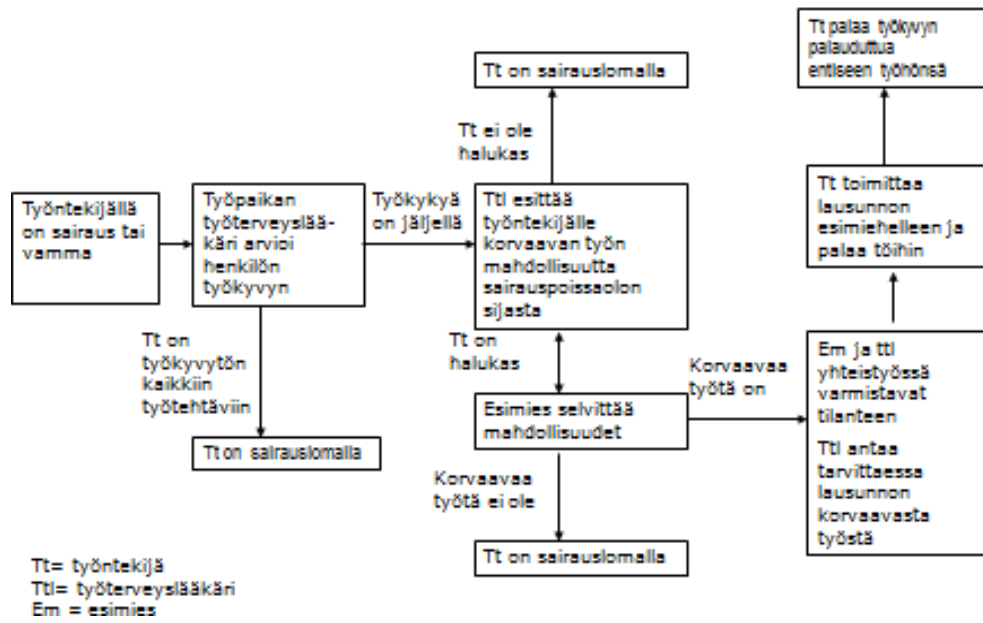 Työntekijällä
on sairaus tai
vamma
Työpaikan
työterveyslää-
käri arvioi
henkilön
työkyvyn
Tt on
työkyvytön
kaikkiin
työtehtäviin
Tt on sairauslomalla
Työkykyä
on jäljellä
Ttl esittää
työntekijälle
korvaavan työn
mahdollisuutta
sairauspoissaolon
sijasta
Tt ei ole
halukas
Tt on sairauslomalla
Tt on
halukas
Esimies selvittää
mahdollisuudet
Korvaavaa
työtä ei ole
Tt on sairauslomalla
Korvaavaa
työtä on
Em ja ttl
yhteistyössä
varmistavat
tilanteen
Ttl antaa
tarvittaessa
lausunnon
korvaavasta
työstä
Tt toimittaa
lausunnon
esimiehelleen ja
palaa töihin
Tt palaa työkyvyn
palauduttua
entiseen työhönsä
Tt= työntekijä
Ttl= työterveyslääkäri
Em = esimies